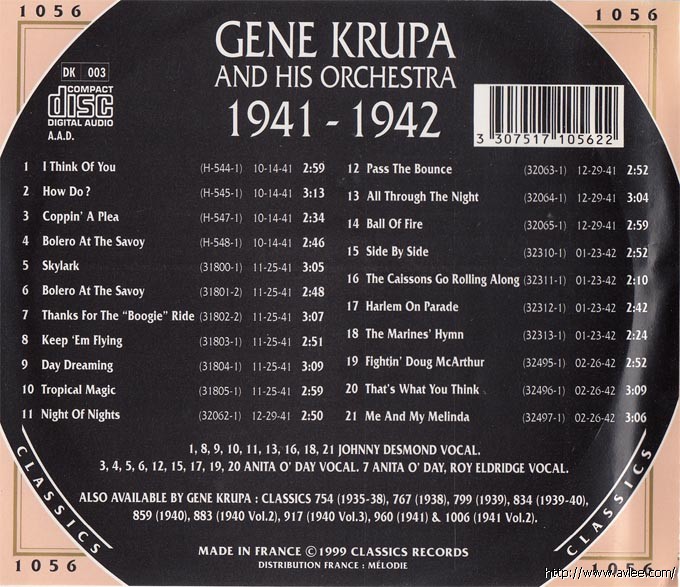 1056
1056
GENE KRUPA
AND HIS ORCHESTRA
1941 - 1942
DK 003
COMPACT
disc
DIGITAL AUDIO
A.A.D.
3 307517 105622
1 I Think Of You (H-544-1) 10-14-41 2:59
2 How Do ? (H-545-1) 10-14-41 3:13
3 Coppin' A Plea (H-547-1) 10-14-41 2:34
4 Bolero At The Savoy (H-548-1) 10-14-41 2:46
5 Skylark (31800-1) 11-25-41 3:05
6 Bolero At The Savoy (31801-2) 11-25-41 2:48
7 Thanks For The “Boogie” Ride (31802-2) 11-25-41 3:07
8 Keep ‘Em Flying (31803-1) 11-25-41 2:51
9 Day Dreaming (31804-1) 11-25-41 3:09
10 Tropical Magic (31805-1) 11-25-41 2:59
11 Night Of Nights (32062-1) 12-29-41 2:50
12 Pass The Bounce (32063-1) 12-29-41 2:52
13 All Through The Night (32064-1) 12-29-41 3:04
14 Ball Of Fire (32065-1) 12-29-41 2:59
15 Side By Side (32310-1) 01-23-42 2:52
16 The Caissons Go Rolling Along (32311-1) 01-23-42 2:10
17 Harlem On Parade (32312-1) 01-23-42 2:42
18 The Marines' Hymn (32313-1) 01-23-42 2:24
19 Fightin' Doug McArthur (32495-1) 02-26-42 2:52
20 That's What You Think (32496-1) 02-26-42 3:09
21 Me And My Melinda (32497-1) 02-26-42 3:06
1, 8, 9, 10, 11, 13, 16, 18, 21 JOHNNY DESMOND VOCAL.
3, 4, 5, 6, 12, 15, 17, 19, 20 ANITA O' DAY VOCAL. 7 ANITA O' DAY, ROY ELDRIDGE VOCAL.
ALSO AVAILABLE BY GENE KRUPA : CLASSICS 754 (1935-38), 767 (1938), 799 (1939), 834 (1939-40),
859 (1940), 883 (1940 Vol.2), 917 (1940 Vol.3), 960 (1941) & 1006 (1941 Vol.2).
CLASSICS
CLASSICS
MADE IN FRANCE © 1999 CLASSICS RECORDS
DISTRIBUTION FRANCE : MÉLODIE
1056
1056
http://www.avlee.com/